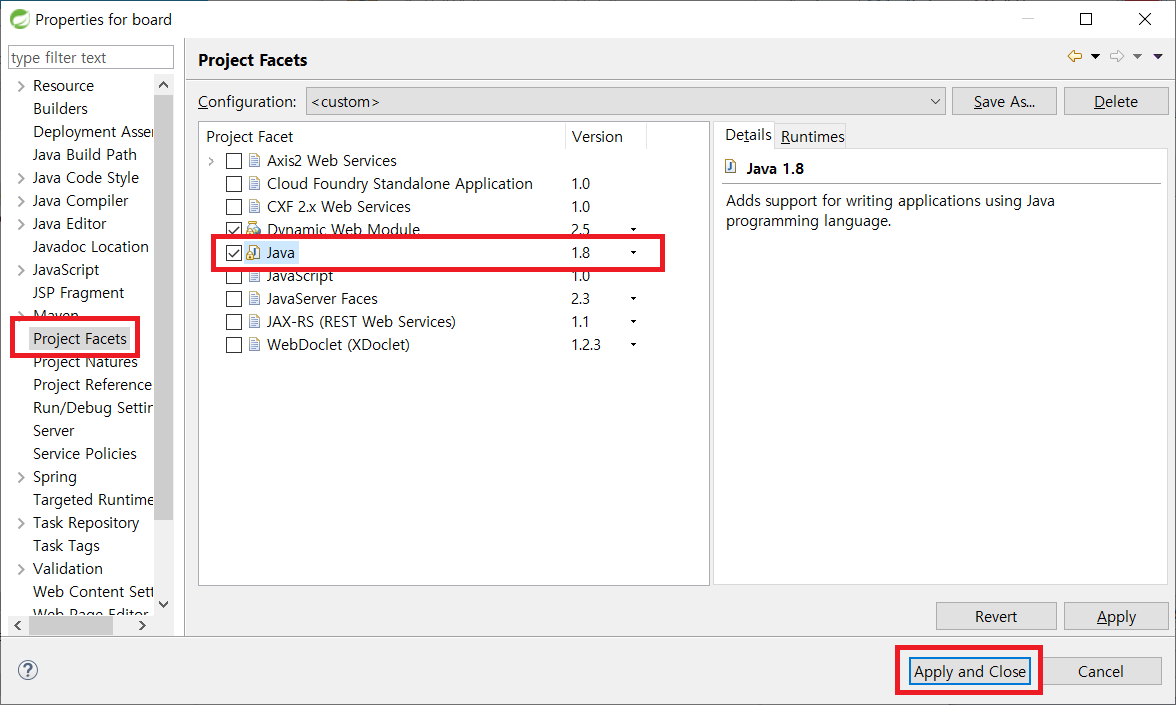 Properties for board
type filter text
Resource
Builders
Deployment Asser
Java Build Path
Java Code Style
Java Compiler
Java Editor
Javadoc Location
JavaScript
JSP Fragment
Maven
Project Facets
Project Natures
Project Reference
Run/Debug Settin
Server
Service Policies
Spring
Targeted Runtime
Task Repository
Task Tags
Validation
Web Content Sett
Web Page Editor
Project Facets
Configuration: <custom> Save As... Delete
Project Facet Version
Axis2 Web Services
Cloud Foundry Standalone Application 1.0
CXF 2.x Web Services 1.0
Dynamic Web Module 2.5
Java 1.8
JavaScript 1.0
JavaServer Faces 2.3
JAX-RS (REST Web Services) 1.1
WebDoclet (XDoclet) 1.2.3
Details Runtimes
Java 1.8
Adds support for writing applications using Java
programming language.
Revert Apply
Apply and Close Cancel